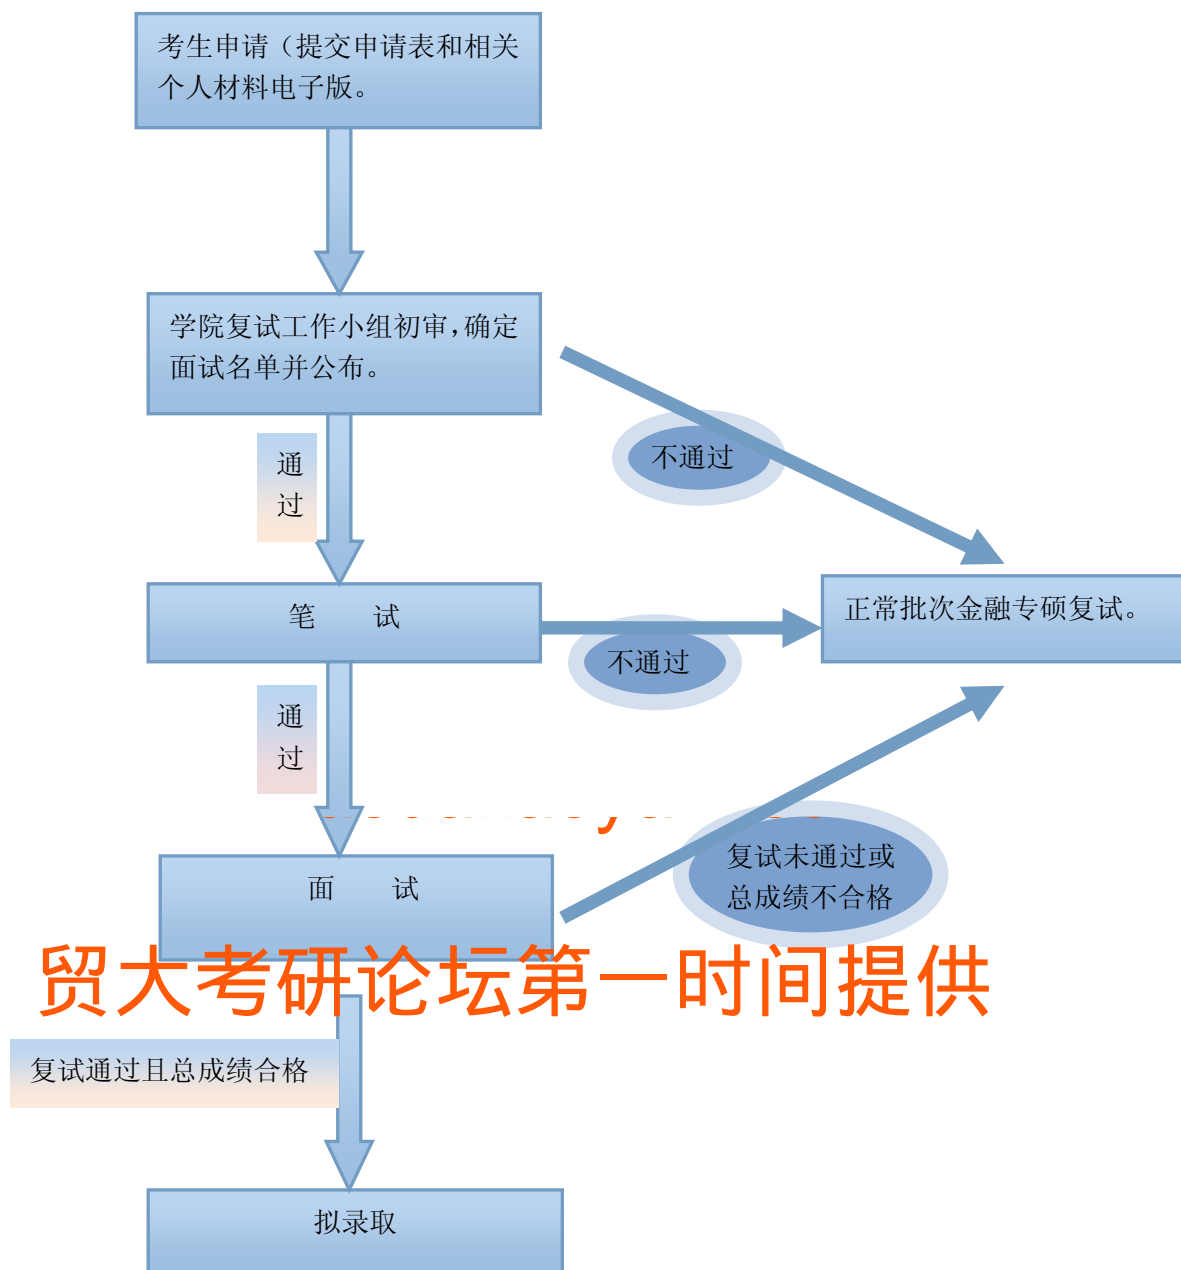 考生申请（提交申请表和相关
个人材料电子版。
学院复试工作小组初审,确定
面试名单并公布。
通
过
不通过
笔 试
不通过
正常批次金融专硕复试。
通
过
面 试
复试未通过或
总成绩不合格
贸大考研论坛第一时间提供
复试通过且总成绩合格
拟录取